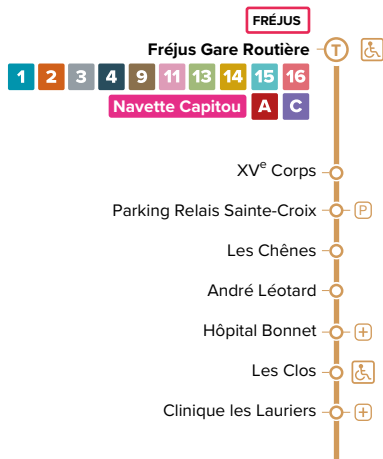 FRÉJUS
Fréjus Gare Routière T
1 2 3 4 9 11 13 14 15 16
Navette Capitou A C
XVe Corps
Parking Relais Sainte-Croix P
Les Chênes
André Léotard
Hôpital Bonnet +
Les Clos
Clinique les Lauriers +